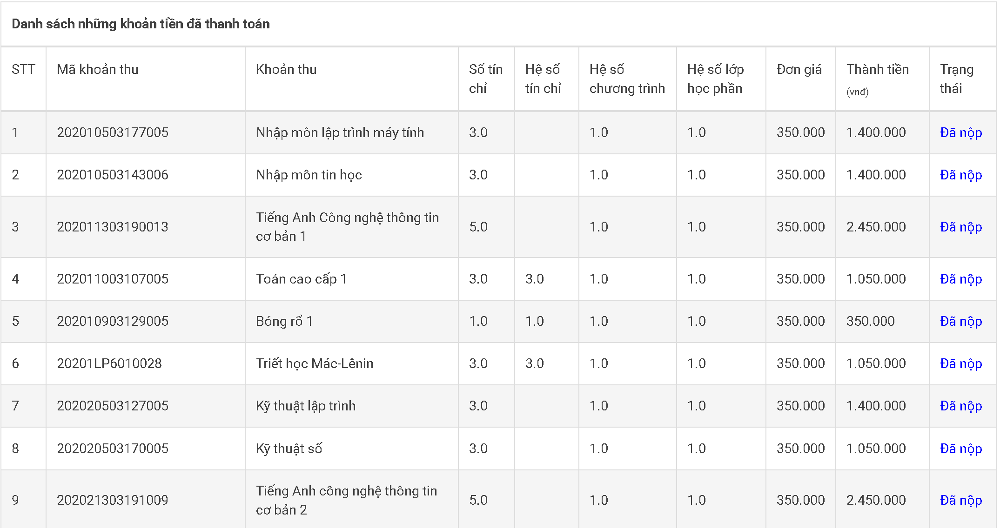 Danh sách những khoản tiền đã thanh toán
STT Mã khoản thu Khoản thu Số tín chỉ Hệ số tín chỉ Hệ số chương trình Hệ số lớp học phần Đơn giá Thành tiền (vnđ) Trạng thái
1 202010503177005 Nhập môn lập trình máy tính 3.0 1.0 1.0 350.000 1.400.000 Đã nộp
2 202010503143006 Nhập môn tin học 3.0 1.0 1.0 350.000 1.400.000 Đã nộp
3 202011303190013 Tiếng Anh Công nghệ thông tin cơ bản 1 5.0 1.0 1.0 350.000 2.450.000 Đã nộp
4 202011003107005 Toán cao cấp 1 3.0 3.0 1.0 1.0 350.000 1.050.000 Đã nộp
5 202010903129005 Bóng rổ 1 1.0 1.0 1.0 1.0 350.000 350.000 Đã nộp
6 20201LP6010028 Triết học Mác-Lênin 3.0 3.0 1.0 1.0 350.000 1.050.000 Đã nộp
7 202020503127005 Kỹ thuật lập trình 3.0 1.0 1.0 350.000 1.400.000 Đã nộp
8 202020503170005 Kỹ thuật số 3.0 1.0 1.0 350.000 1.050.000 Đã nộp
9 202021303191009 Tiếng Anh công nghệ thông tin cơ bản 2 5.0 1.0 1.0 350.000 2.450.000 Đã nộp